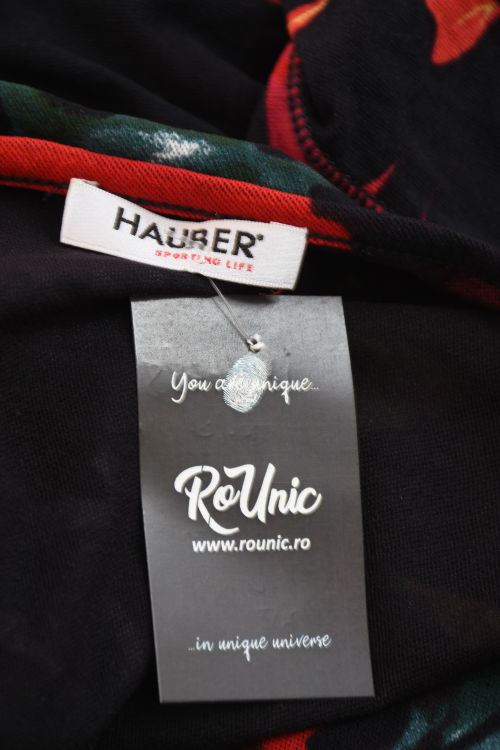 HAUBER®
SPORTING LIFE
You are unique...
RoUnic
www.rounic.ro
...in unique universe